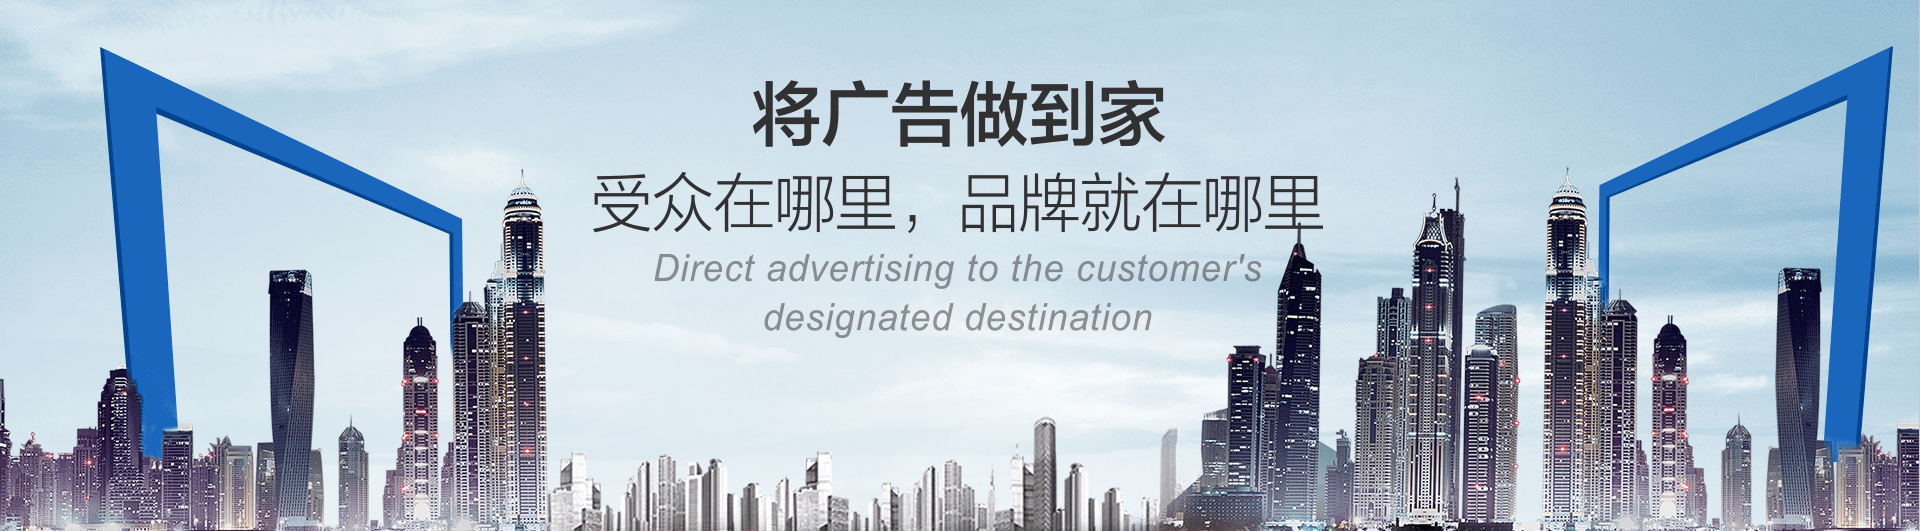 将广告做到家
受众在哪里，品牌就在哪里
Direct advertising to the customer's
designated destination